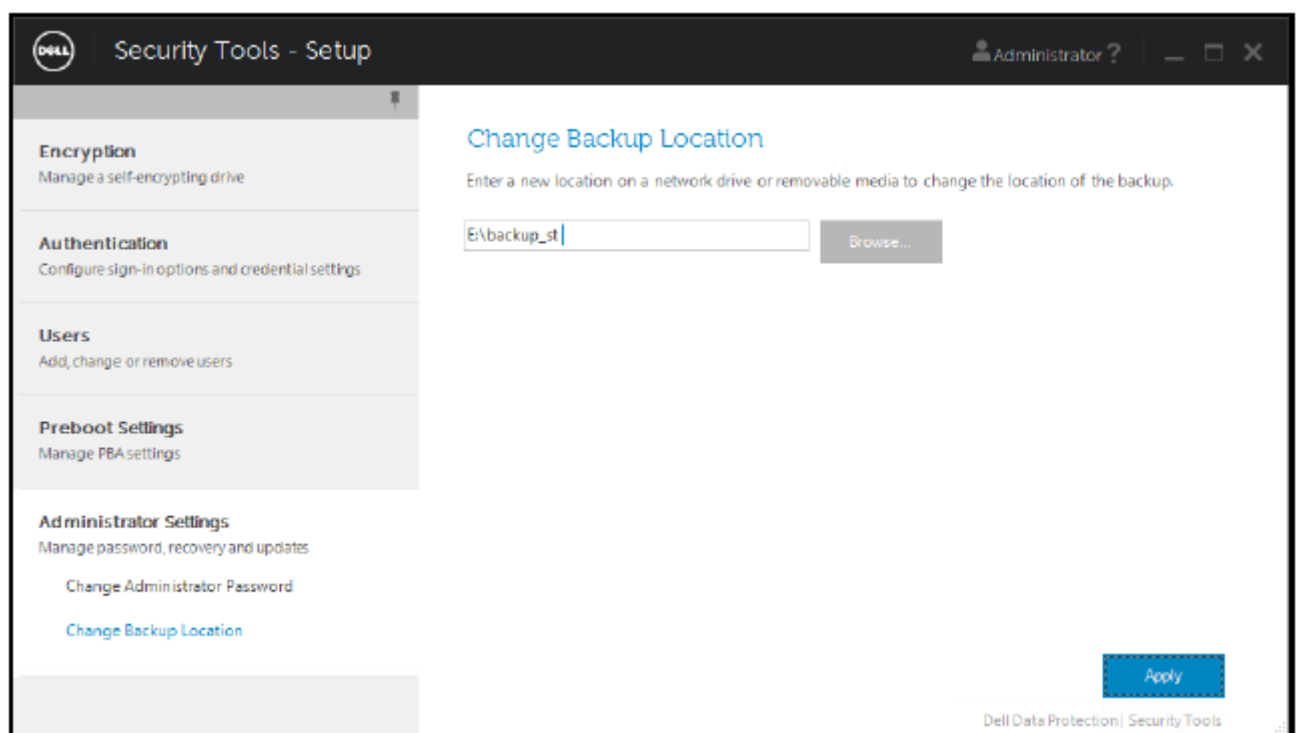 DELL
Security Tools - Setup
Administrator ?
Encryption
Manage a self-encrypting drive
Authentication
Configure sign-in options and credential settings
Users
Add, change or remove users
Preboot Settings
Manage PBA settings
Administrator Settings
Manage password, recovery and updates
Change Administrator Password
Change Backup Location
Change Backup Location
Enter a new location on a network drive or removable media to change the location of the backup.
E:\backup_st
Browse...
Apply
Dell Data Protection | Security Tools